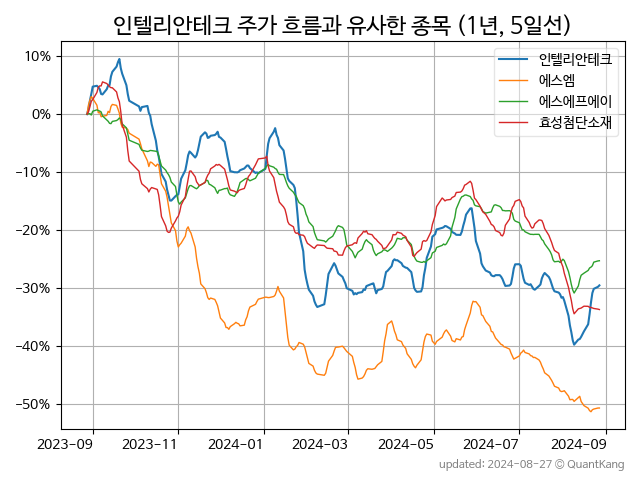 인텔리안테크 주가 흐름과 유사한 종목 (1년, 5일선)
인텔리안테크
에스엠
에스에프에이
효성첨단소재
10%
0%
−10%
−20%
−30%
−40%
−50%
2023-09 2023-11 2024-01 2024-03 2024-05 2024-07 2024-09
updated: 2024-08-27 © QuantKang